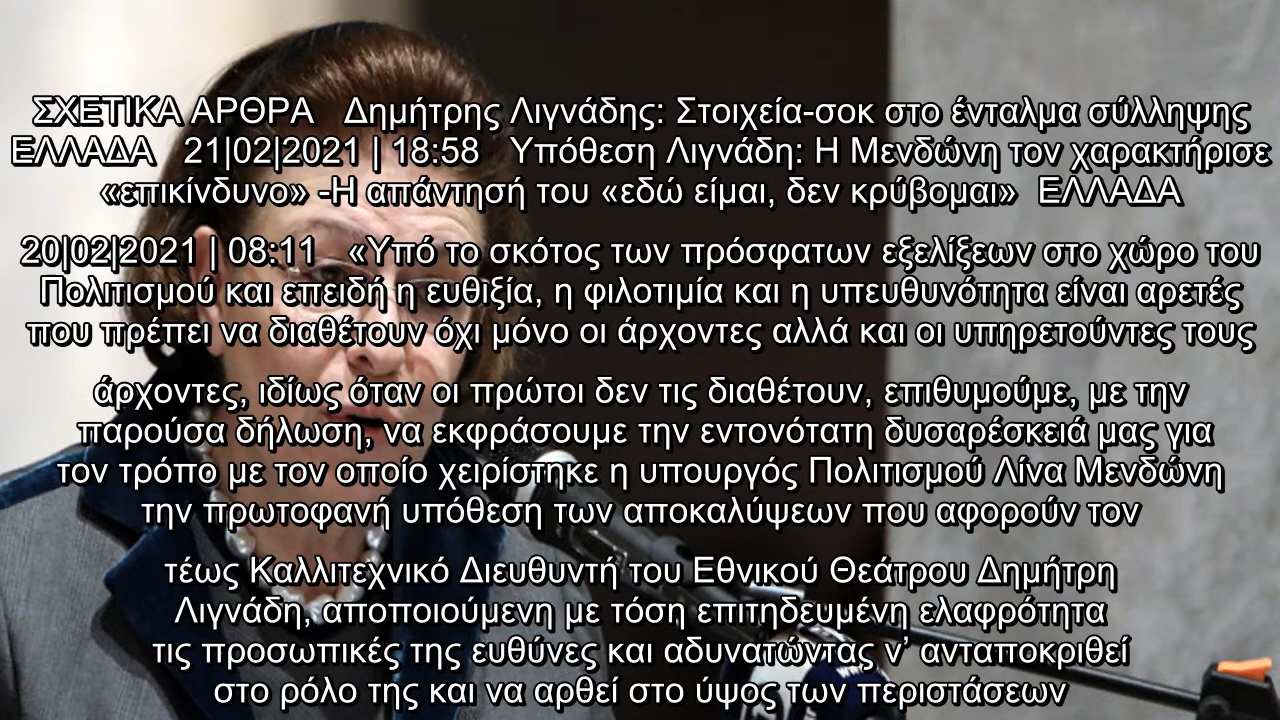 ΣΧΕΤΙΚΑ ΑΡΘΡΑ Δημήτρης Λιγνάδης: Στοιχεία-σοκ στο ένταλμα σύλληψης
ΕΛΛΑΔΑ 21|02|2021 | 18:58 Υπόθεση Λιγνάδη: Η Μενδώνη τον χαρακτήρισε
«επικίνδυνο» -Η απάντησή του «εδώ είμαι, δεν κρύβομαι» ΕΛΛΑΔΑ
20|02|2021 | 08:11 «Υπό το σκότος των πρόσφατων εξελίξεων στο χώρο του
Πολιτισμού και επειδή η ευθιξία, η φιλοτιμία και η υπευθυνότητα είναι αρετές
που πρέπει να διαθέτουν όχι μόνο οι άρχοντες αλλά και οι υπηρετούντες τους
άρχοντες, ιδίως όταν οι πρώτοι δεν τις διαθέτουν, επιθυμούμε, με την
παρούσα δήλωση, να εκφράσουμε την εντονότατη δυσαρέσκειά μας για
τον τρόπο με τον οποίο χειρίστηκε η υπουργός Πολιτισμού Λίνα Μενδώνη
την πρωτοφανή υπόθεση των αποκαλύψεων που αφορούν τον
τέως Καλλιτεχνικό Διευθυντή του Εθνικού Θεάτρου Δημήτρη
Λιγνάδη, αποποιούμενη με τόση επιτηδευμένη ελαφρότητα
τις προσωπικές της ευθύνες και αδυνατώντας ν’ ανταποκριθεί
στο ρόλο της και να αρθεί στο ύψος των περιστάσεων